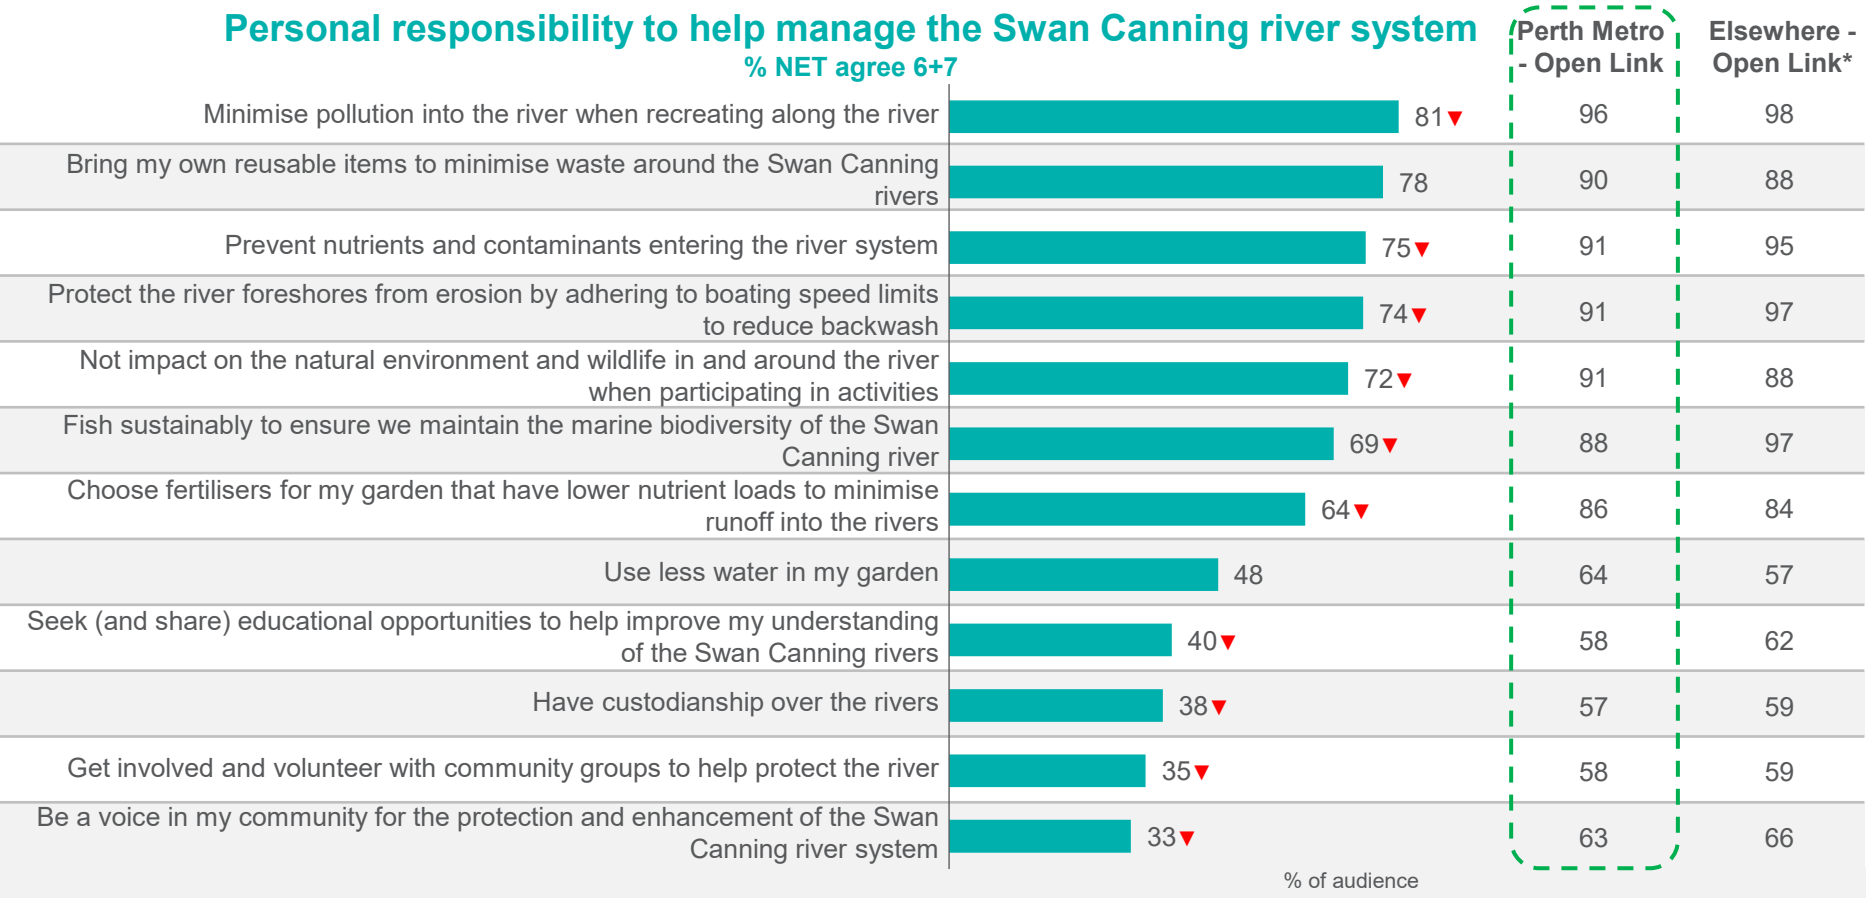 Personal responsibility to help manage the Swan Canning river system
% NET agree 6+7
Perth Metro
- Open Link
Elsewhere -
Open Link*
Minimise pollution into the river when recreating along the river
81▼
96
98
Bring my own reusable items to minimise waste around the Swan Canning
rivers
78
90
88
Prevent nutrients and contaminants entering the river system
75▼
91
95
Protect the river foreshores from erosion by adhering to boating speed limits
to reduce backwash
74▼
91
97
Not impact on the natural environment and wildlife in and around the river
when participating in activities
72▼
91
88
Fish sustainably to ensure we maintain the marine biodiversity of the Swan
Canning river
69▼
88
97
Choose fertilisers for my garden that have lower nutrient loads to minimise
runoff into the rivers
64▼
86
84
Use less water in my garden
48
64
57
Seek (and share) educational opportunities to help improve my understanding
of the Swan Canning rivers
40▼
58
62
Have custodianship over the rivers
38▼
57
59
Get involved and volunteer with community groups to help protect the river
35▼
58
59
Be a voice in my community for the protection and enhancement of the Swan
Canning river system
33▼
63
66
% of audience